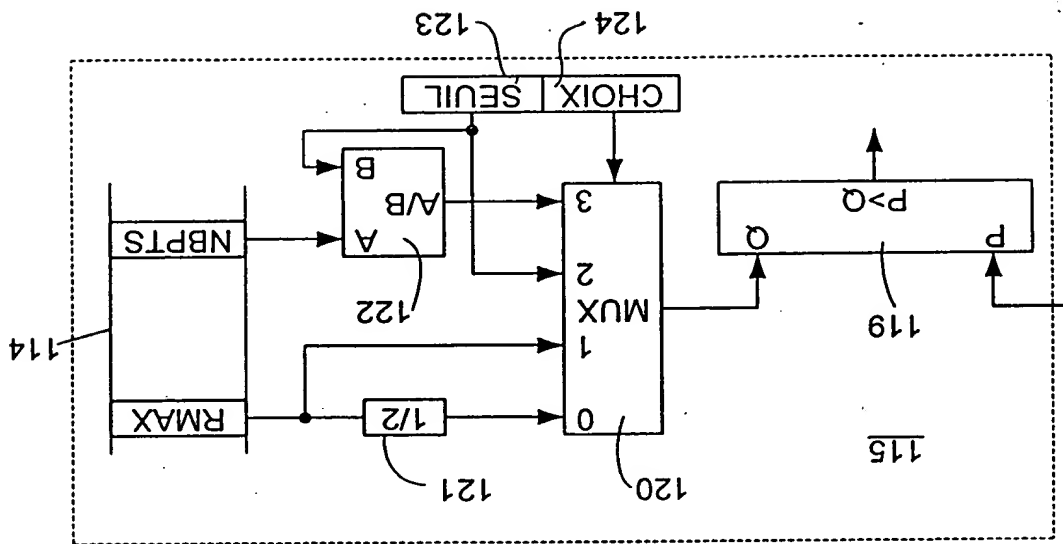 120 121
115
0 1/2 RMAX
1 114
119 MUX 122
2
P Q A NBPTS
P>Q 3 A/B
B
CHOIX SEUIL
124 123